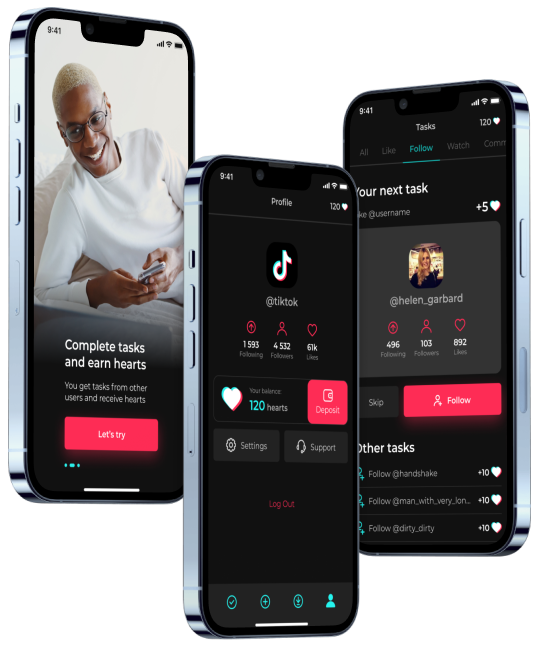 9:41
Complete tasks
and earn hearts
You get tasks from other
users and receive hearts
Let's try
9:41
Profile
120
@tiktok
1 593
Following
4 532
Followers
61k
Likes
Your balance:
120 hearts
Deposit
Settings
Support
Log Out
9:41
Tasks
120
All Like Follow Watch Comm
Your next task
@username
+5
@helen_garbard
496
Following
103
Followers
892
Likes
Skip
Follow
Other tasks
Follow @handshake
+10
Follow @man_with_very_lon...
+10
Follow @dirty_dirty
+10